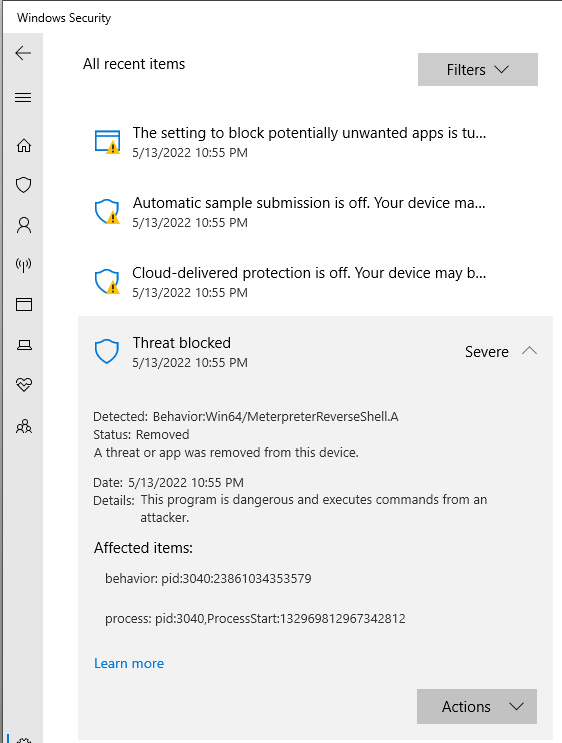 Windows Security
All recent items
Filters
The setting to block potentially unwanted apps is tu...
5/13/2022 10:55 PM
Automatic sample submission is off. Your device ma...
5/13/2022 10:55 PM
Cloud-delivered protection is off. Your device may b...
5/13/2022 10:55 PM
Threat blocked
5/13/2022 10:55 PM
Severe
Detected: Behavior:Win64/MeterpreterReverseShell.A
Status: Removed
A threat or app was removed from this device.
Date: 5/13/2022 10:55 PM
Details: This program is dangerous and executes commands from an
attacker.
Affected items:
behavior: pid:3040:23861034353579
process: pid:3040,ProcessStart:132969812967342812
Learn more
Actions